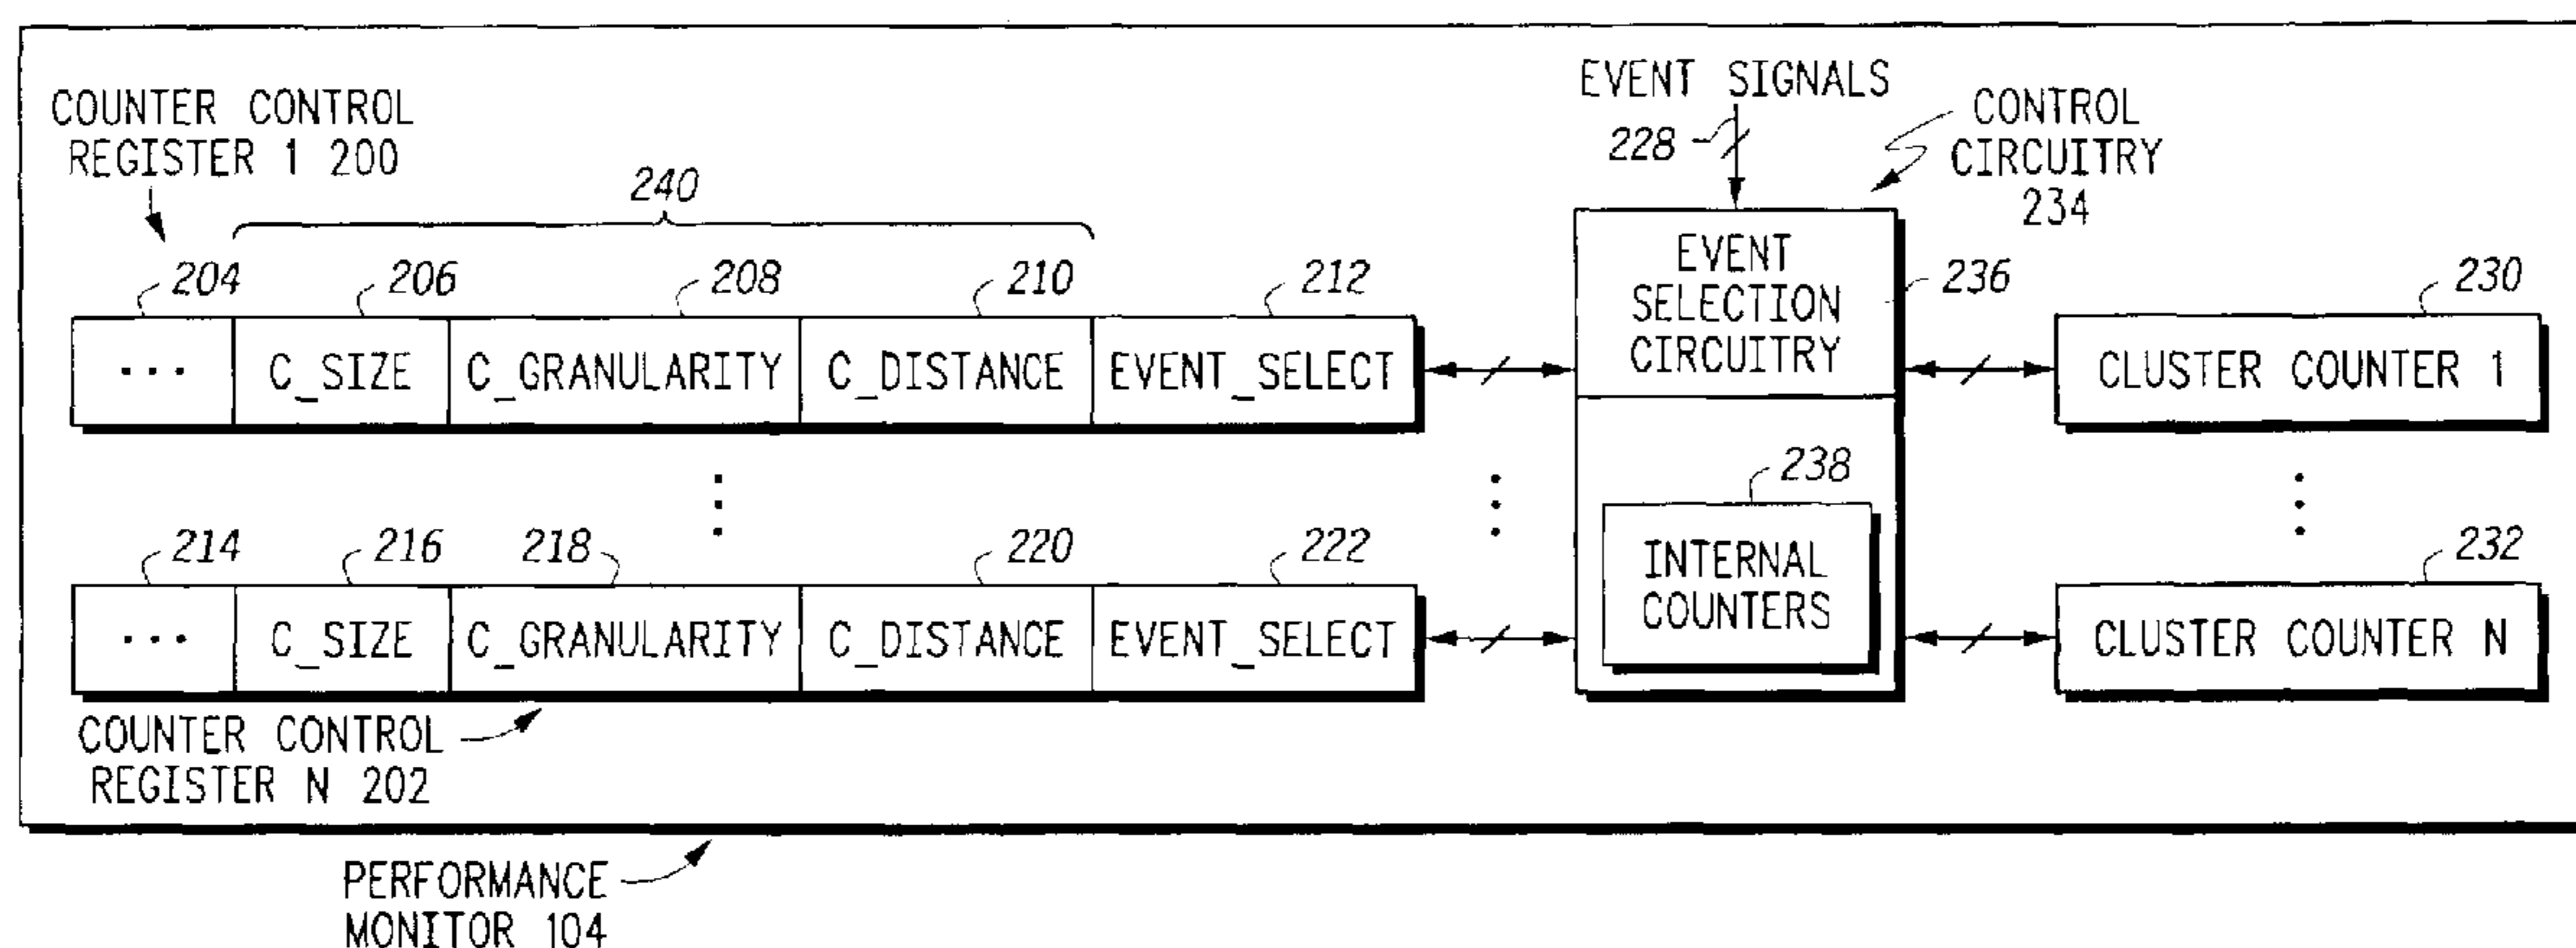 EVENT SIGNALS
228
COUNTER CONTROL
REGISTER 1 200
CONTROL
CIRCUITRY
234
240
204 206 208 210 212
EVENT
SELECTION
CIRCUITRY
236
230
... C_SIZE C_GRANULARITY C_DISTANCE EVENT_SELECT
CLUSTER COUNTER 1
238
214 216 218 220 222
232
INTERNAL
COUNTERS
... C_SIZE C_GRANULARITY C_DISTANCE EVENT_SELECT
CLUSTER COUNTER N
COUNTER CONTROL
REGISTER N 202
PERFORMANCE
MONITOR 104